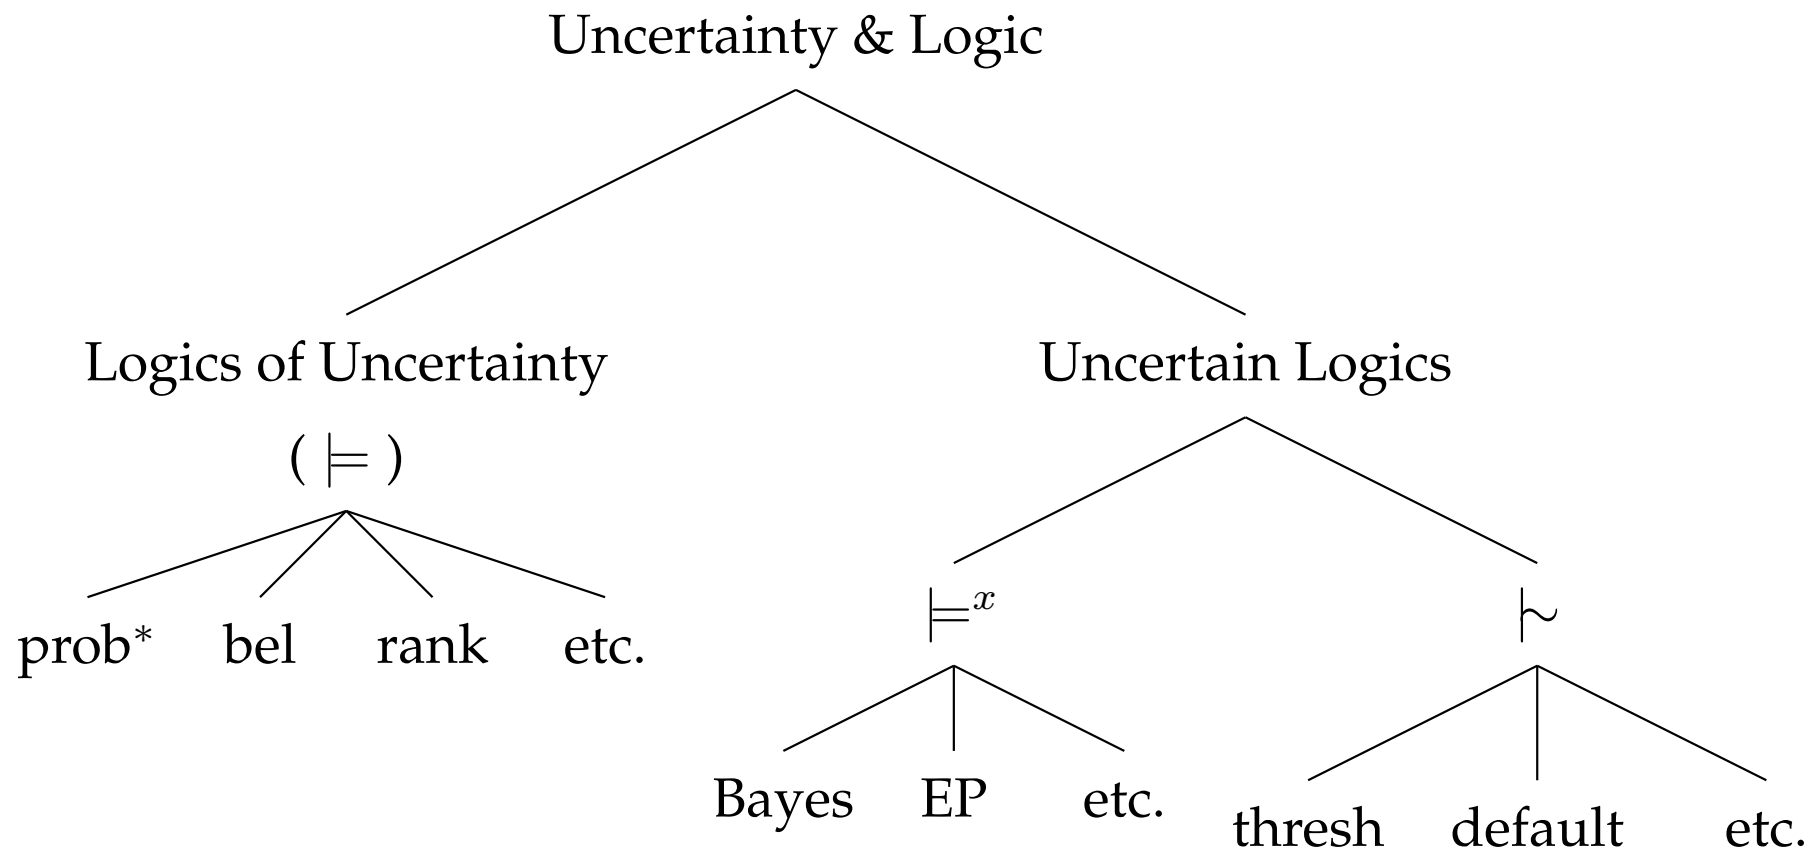 Uncertainty & Logic
Logics of Uncertainty
Uncertain Logics
( ⊨ )
⊨ˣ
|∼
prob* bel rank etc.
Bayes EP etc.
thresh default etc.